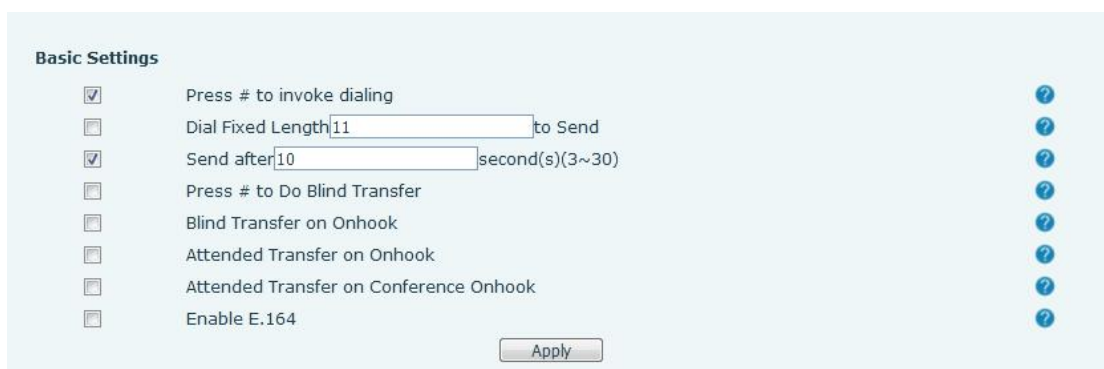 Basic Settings
Press # to invoke dialing
Dial Fixed Length 11 to Send
Send after 10 second(s)(3~30)
Press # to Do Blind Transfer
Blind Transfer on Onhook
Attended Transfer on Onhook
Attended Transfer on Conference Onhook
Enable E.164
Apply